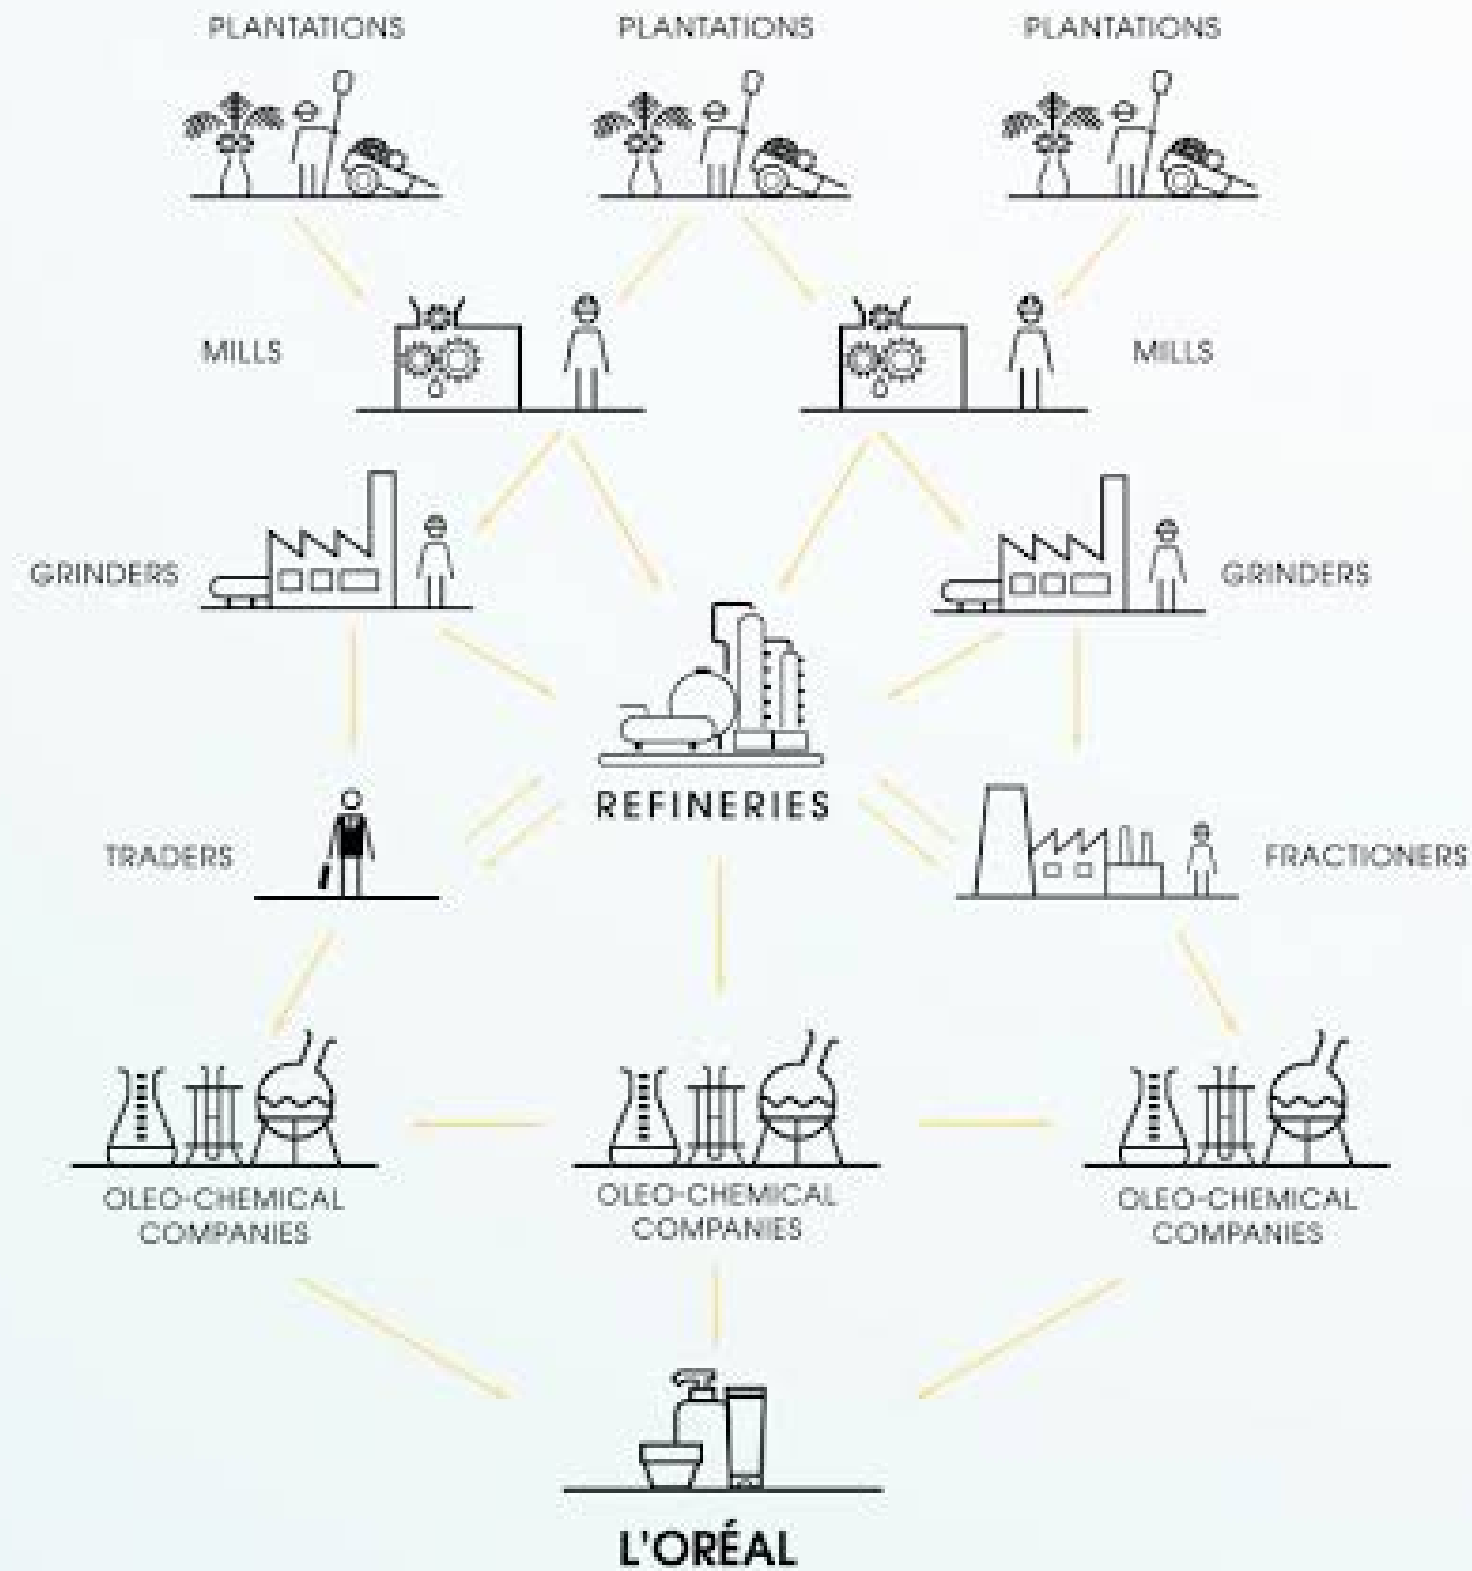 PLANTATIONS
PLANTATIONS
PLANTATIONS
MILLS
MILLS
GRINDERS
GRINDERS
REFINERIES
TRADERS
FRACTIONERS
OLEO-CHEMICAL
COMPANIES
OLEO-CHEMICAL
COMPANIES
OLEO-CHEMICAL
COMPANIES
L'ORÉAL